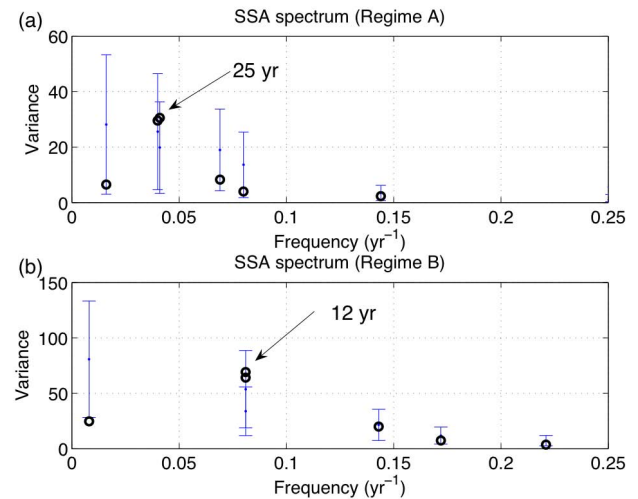 (a)
SSA spectrum (Regime A)
60
40
20
0
Variance
25 yr
0 0.05 0.1 0.15 0.2 0.25
Frequency (yr⁻¹)
(b)
SSA spectrum (Regime B)
150
100
50
0
Variance
12 yr
0 0.05 0.1 0.15 0.2 0.25
Frequency (yr⁻¹)